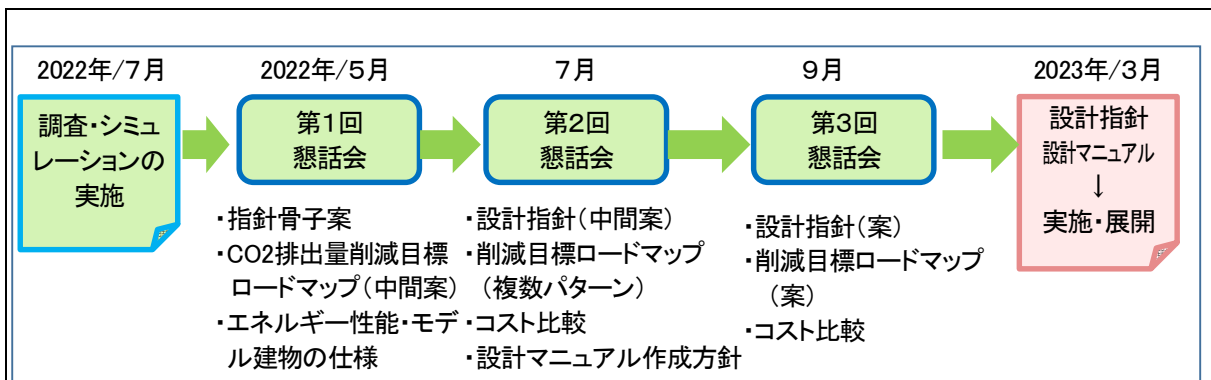 2022年/7月
調査・シミュ
レーションの
実施
2022年/5月
第1回
懇話会
・指針骨子案
・CO2排出量削減目標
ロードマップ(中間案)
・エネルギー性能・モデ
ル建物の仕様
7月
第2回
懇話会
・設計指針(中間案)
・削減目標ロードマップ
(複数パターン)
・コスト比較
・設計マニュアル作成方針
9月
第3回
懇話会
・設計指針(案)
・削減目標ロードマップ
(案)
・コスト比較
2023年/3月
設計指針
設計マニュアル
↓
実施・展開